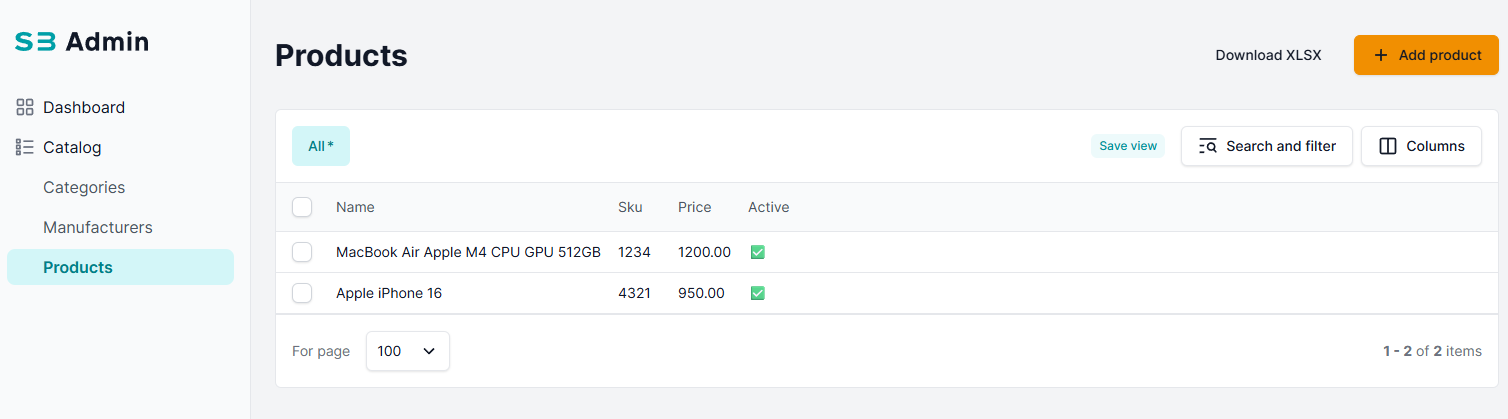 SB Admin
Dashboard
Catalog
Categories
Manufacturers
Products
Products
Download XLSX
+ Add product
All*
Save view
Search and filter
Columns
Name Sku Price Active
MacBook Air Apple M4 CPU GPU 512GB 1234 1200.00 ✅
Apple iPhone 16 4321 950.00 ✅
For page 100
1 - 2 of 2 items